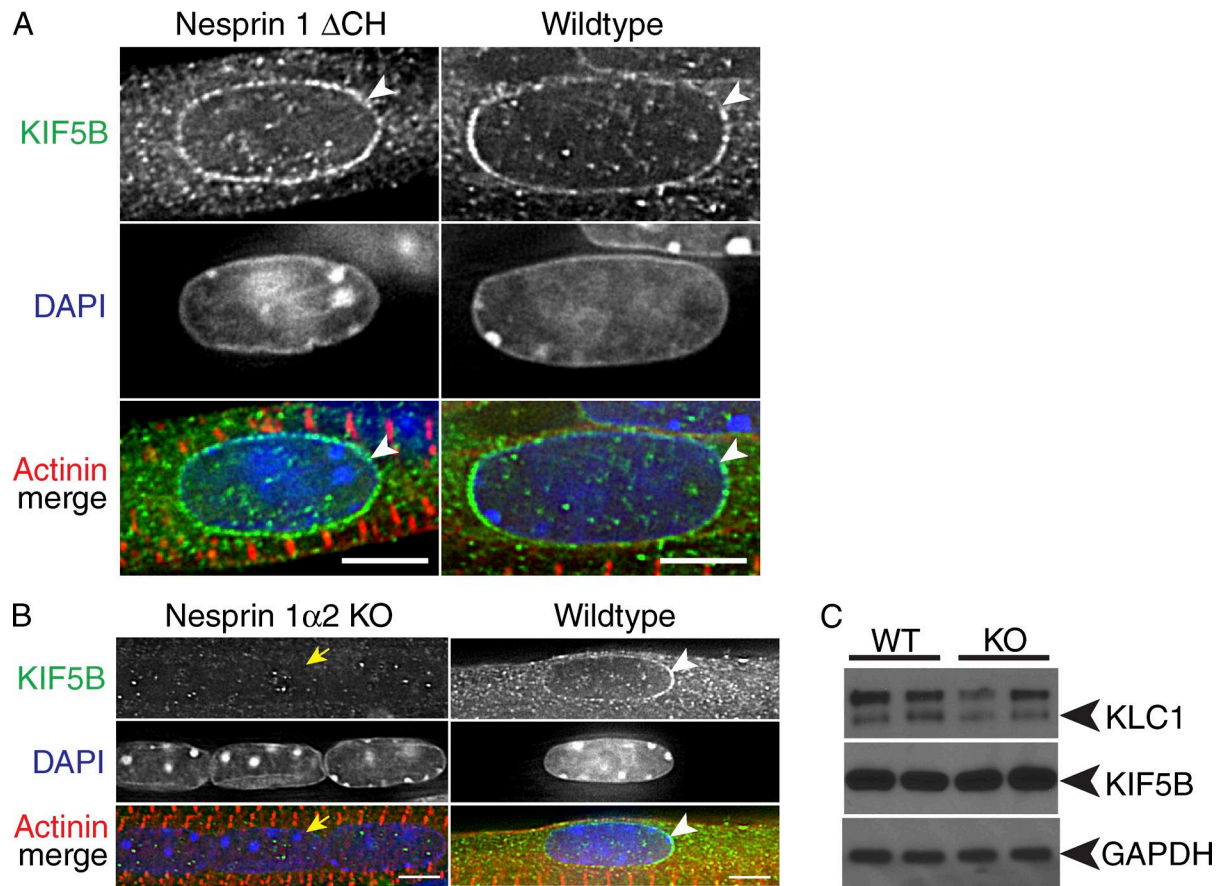 A
Nesprin 1 ΔCH
Wildtype
KIF5B
DAPI
Actinin
merge
B
Nesprin 1α2 KO
Wildtype
KIF5B
DAPI
Actinin
merge
C
WT
KO
KLC1
KIF5B
GAPDH